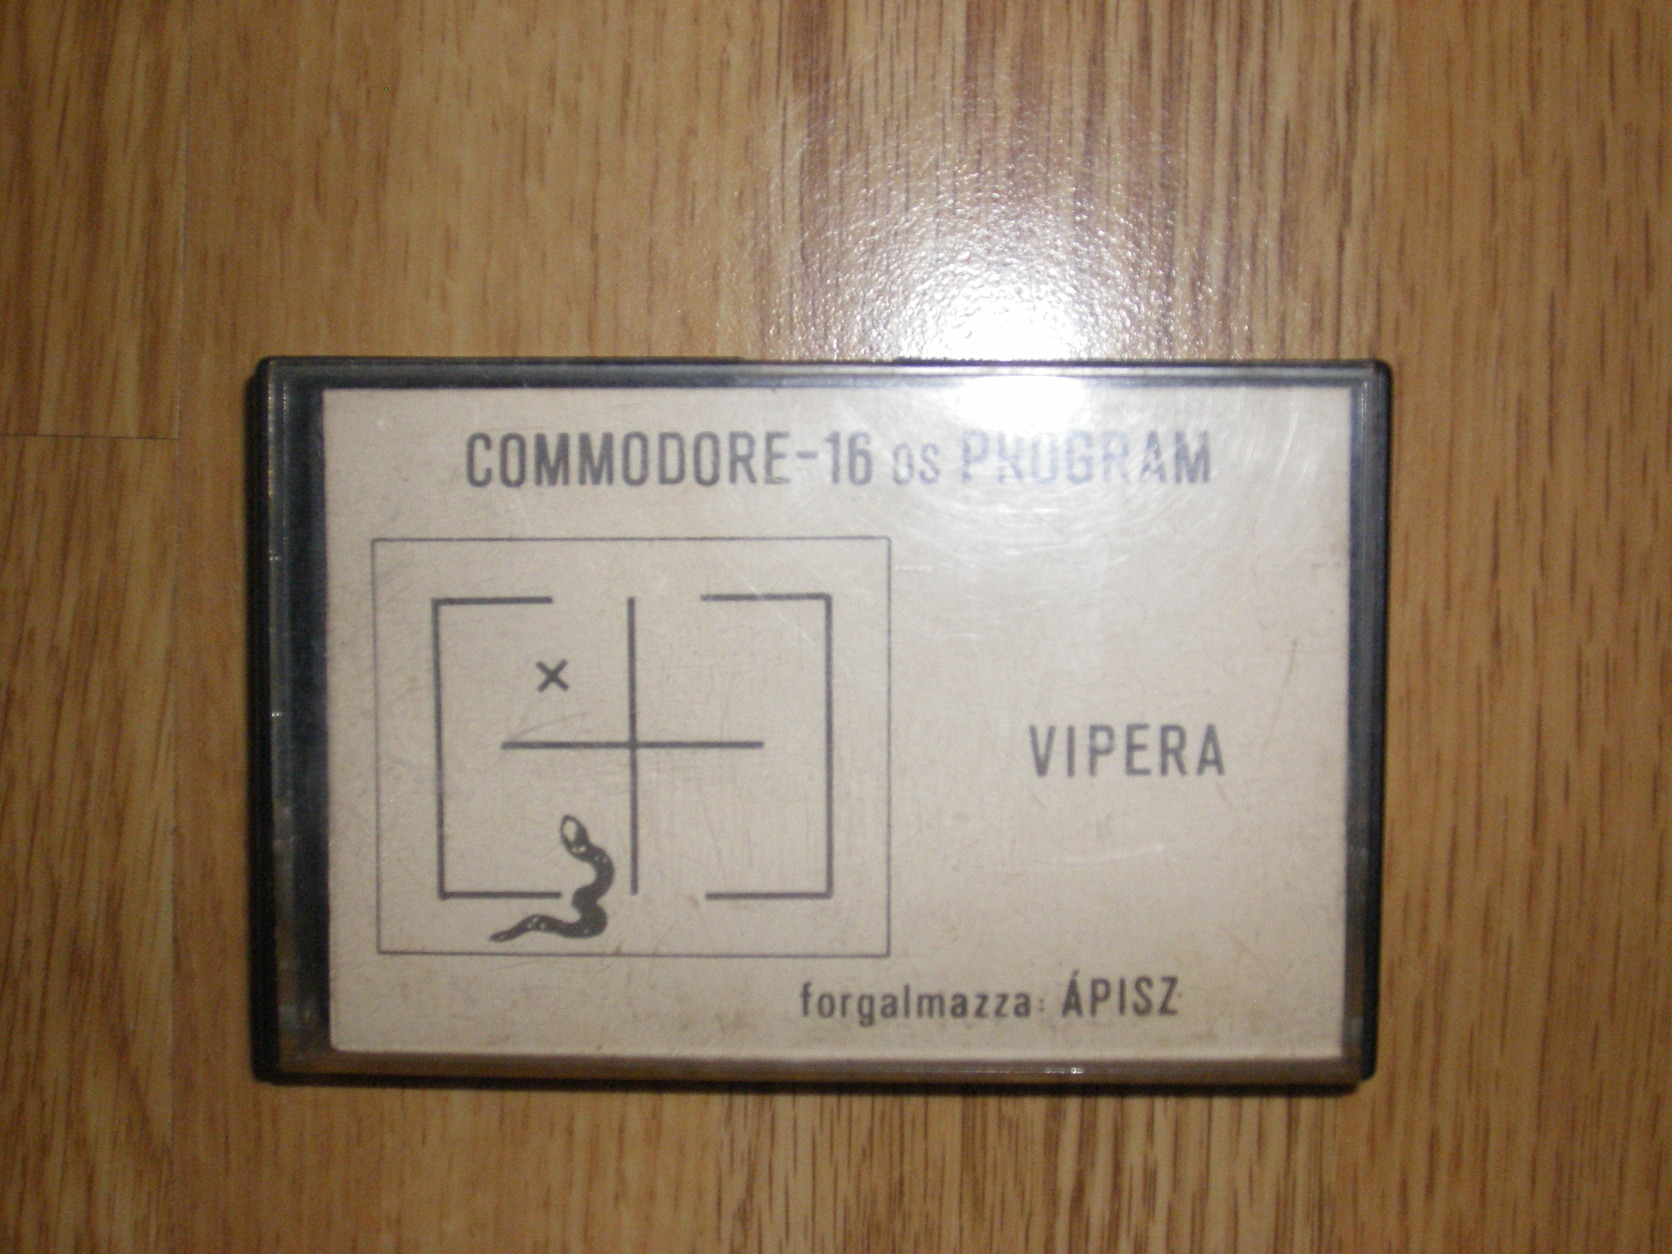 COMMODORE-16 os PROGRAM
×
VIPERA
forgalmazza: ÁPISZ